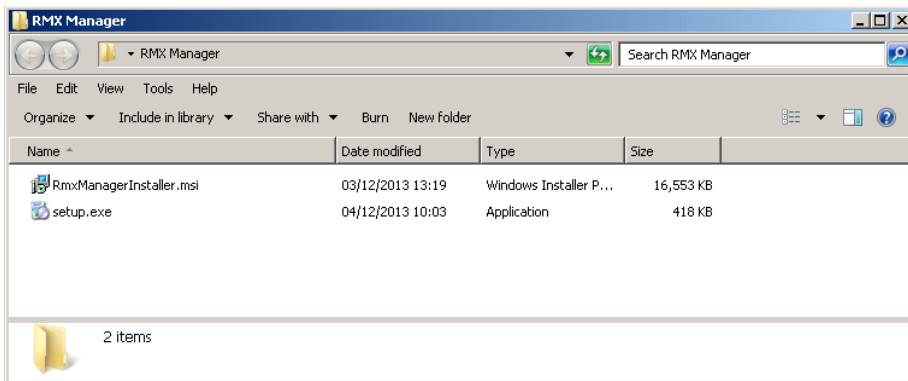 RMX Manager
RMX Manager
Search RMX Manager
File Edit View Tools Help
Organize Include in library Share with Burn New folder
Name Date modified Type Size
RmxManagerInstaller.msi 03/12/2013 13:19 Windows Installer P... 16,553 KB
setup.exe 04/12/2013 10:03 Application 418 KB
2 items